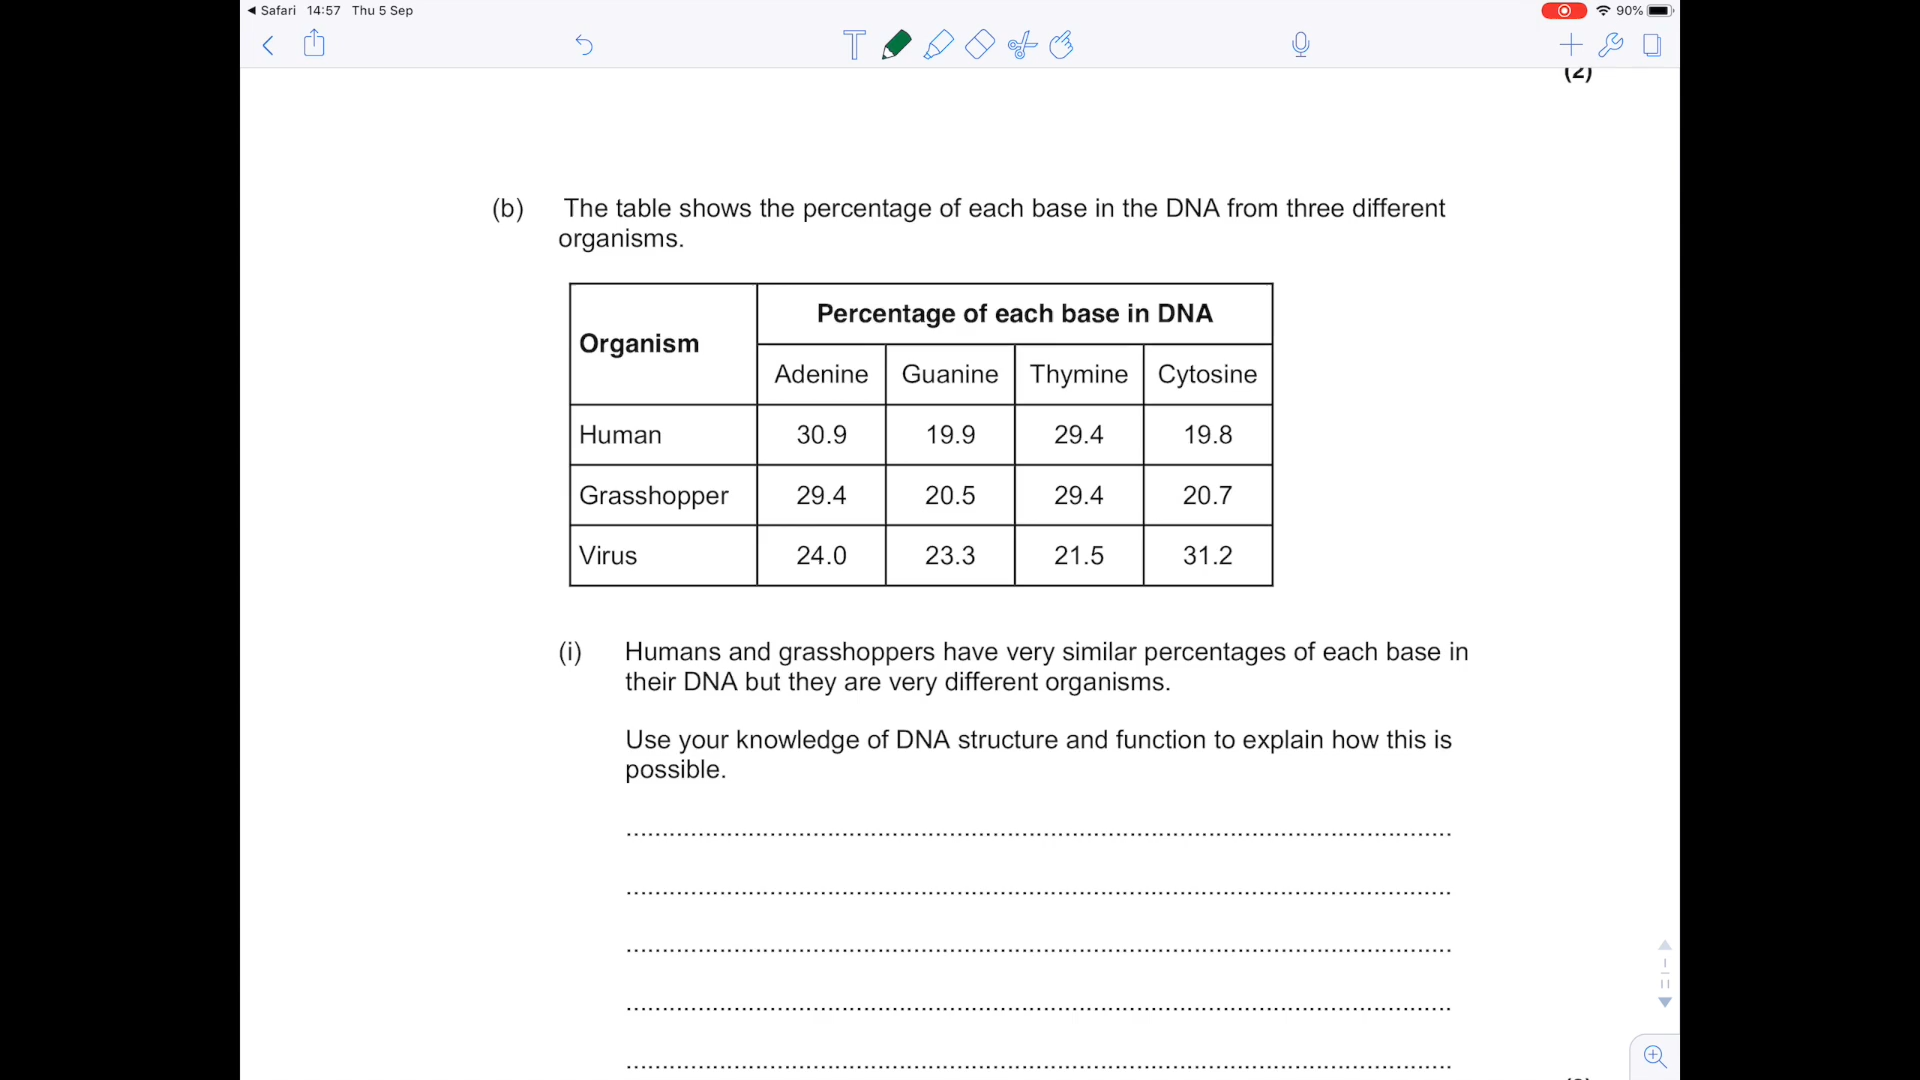 ◀ Safari 14:57 Thu 5 Sep
90%
(2)
(b) The table shows the percentage of each base in the DNA from three different
organisms.
Organism
Percentage of each base in DNA
Adenine Guanine Thymine Cytosine
Human 30.9 19.9 29.4 19.8
Grasshopper 29.4 20.5 29.4 20.7
Virus 24.0 23.3 21.5 31.2
(i) Humans and grasshoppers have very similar percentages of each base in
their DNA but they are very different organisms.
Use your knowledge of DNA structure and function to explain how this is
possible.